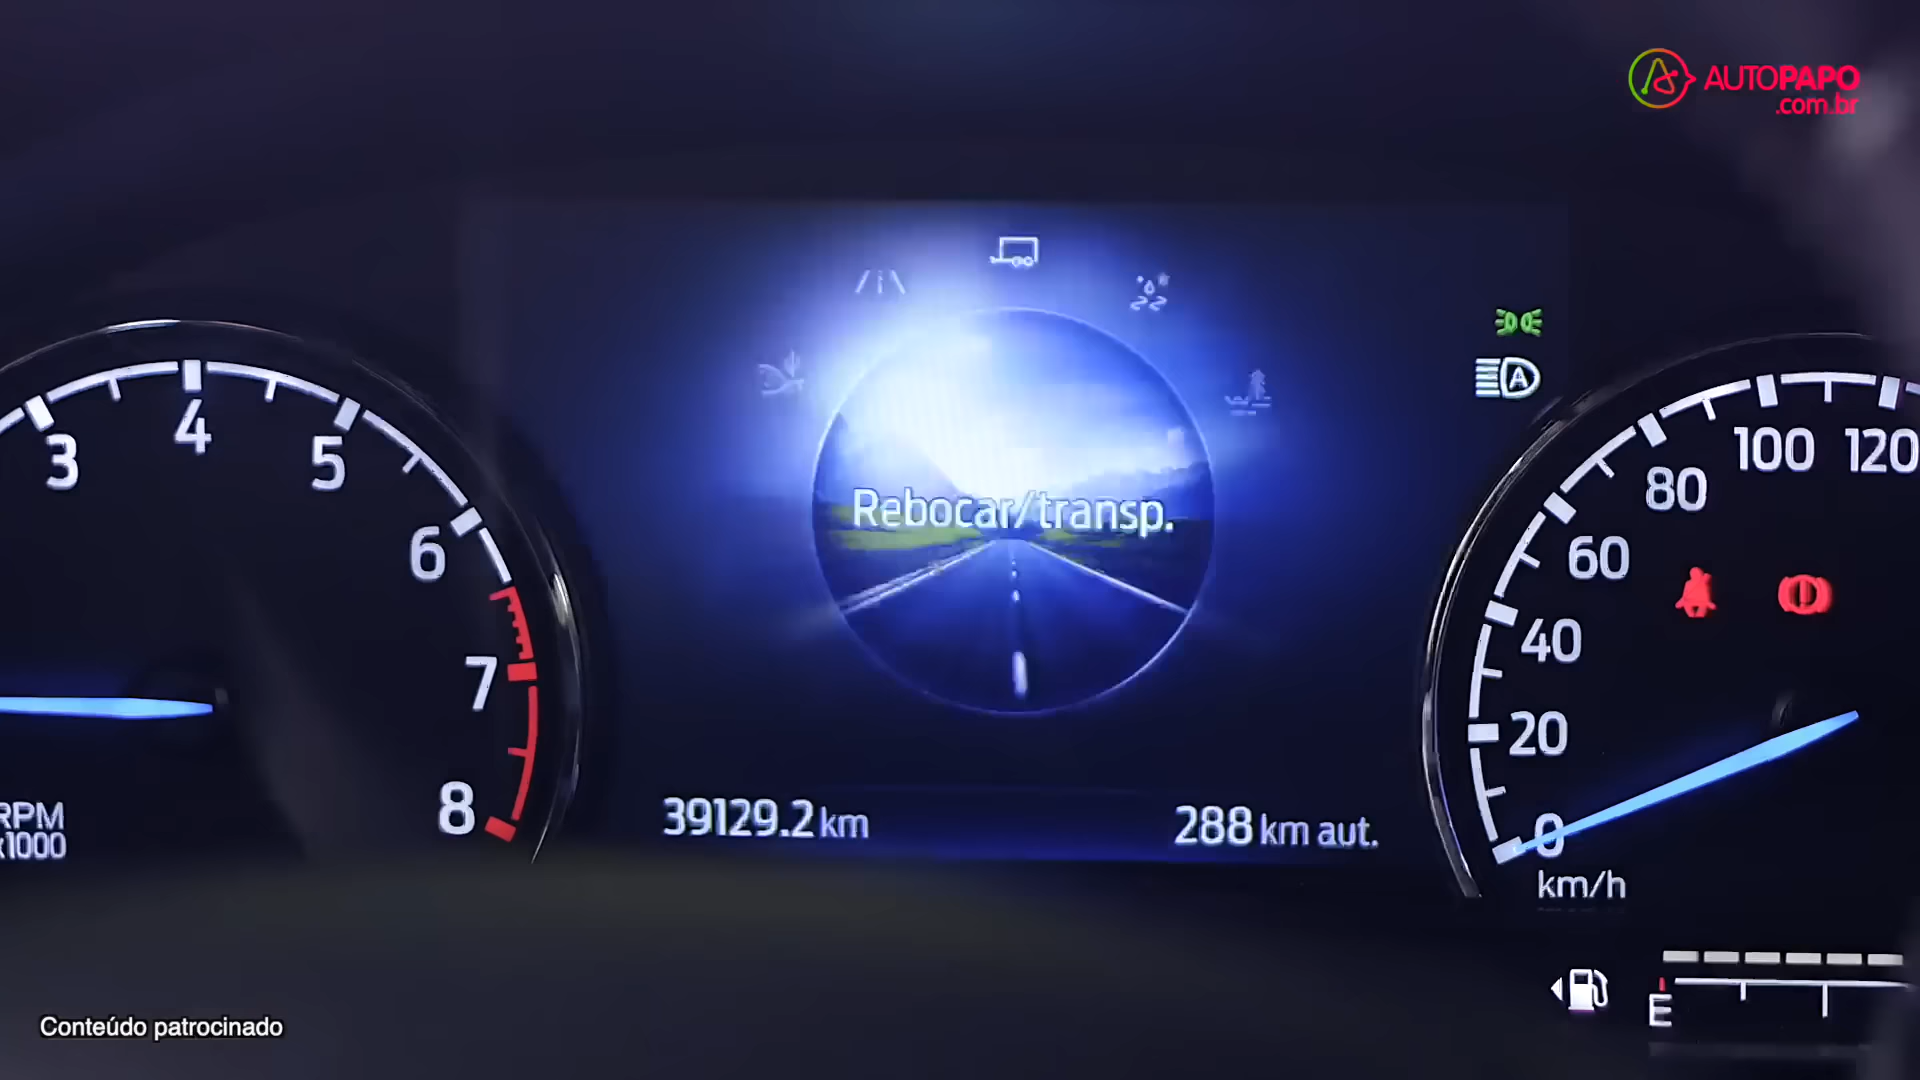 AUTOPAPO
.com.br
3
4
5
6
7
8
RPM
x1000
Rebocar/transp.
39129.2 km
288 km aut.
A
120
100
80
60
40
20
0
km/h
E
Conteúdo patrocinado